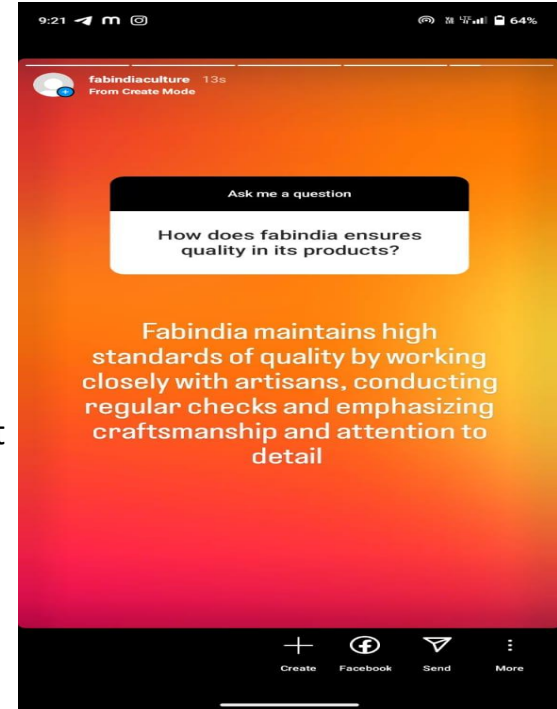 9:21
64%
fabindiaculture 13s
From Create Mode
Ask me a question
How does fabindia ensures
quality in its products?
Fabindia maintains high
standards of quality by working
closely with artisans, conducting
regular checks and emphasizing
craftsmanship and attention to
detail
t
Create Facebook Send More